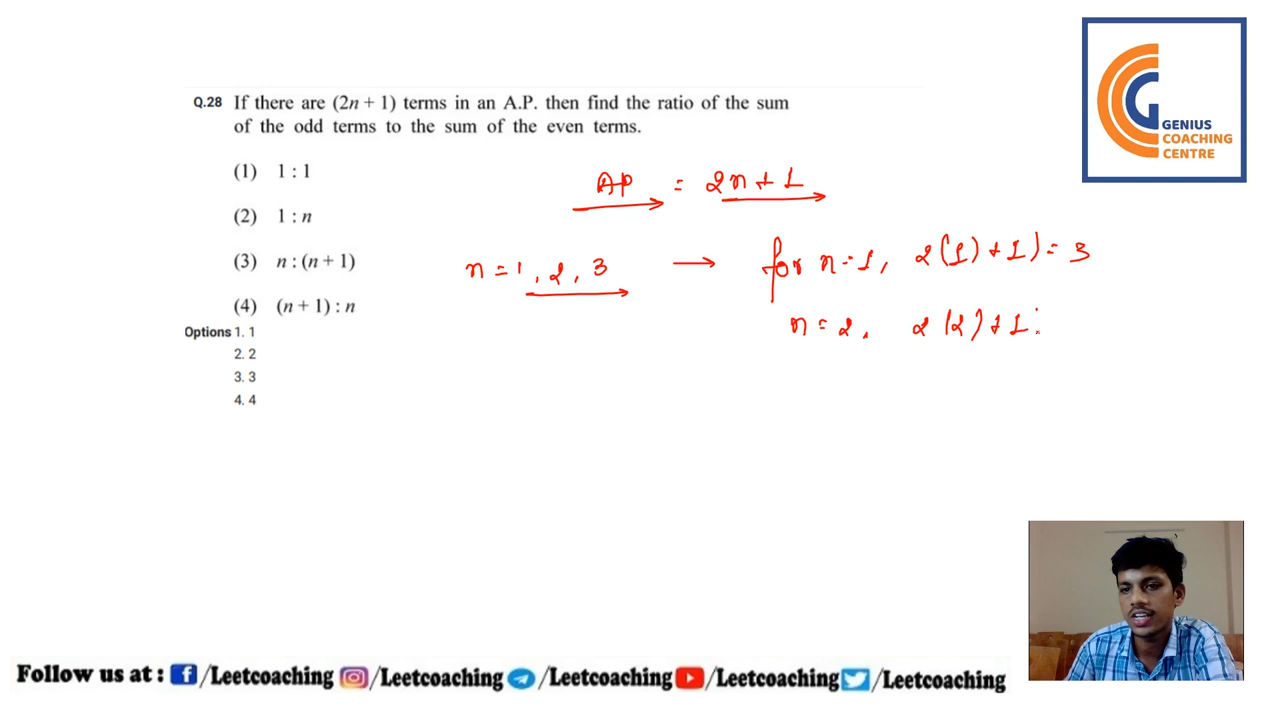 Q.28 If there are (2n + 1) terms in an A.P. then find the ratio of the sum
of the odd terms to the sum of the even terms.
(1) 1 : 1
(2) 1 : n
(3) n : (n + 1)
(4) (n + 1) : n
Options 1. 1
2. 2
3. 3
4. 4
AP = 2n + 1
n = 1, 2, 3 → for n = 1, 2(1) + 1) = 3
n = 2, 2(2) + 1 =
GENIUS
COACHING
CENTRE
Follow us at : /Leetcoaching /Leetcoaching /Leetcoaching /Leetcoaching /Leetcoaching